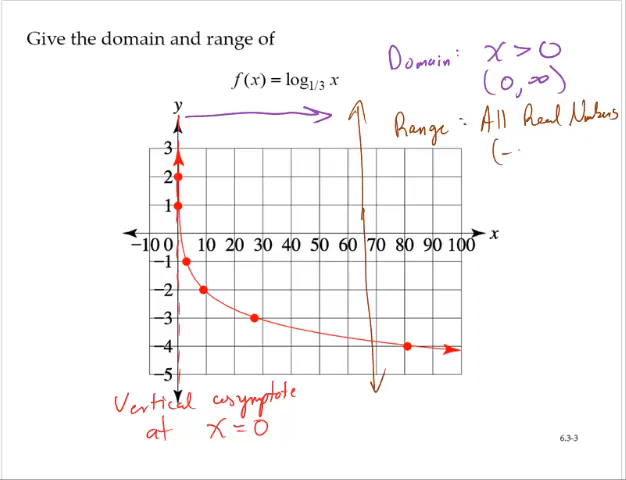 Give the domain and range of
Domain: x > 0
(0, ∞)
f(x) = log₁/₃ x
Range: All Real Numbers
(-
y
3
2
1
-10 0 10 20 30 40 50 60 70 80 90 100 x
-1
-2
-3
-4
-5
Vertical asymptote
at x = 0
6.3-3